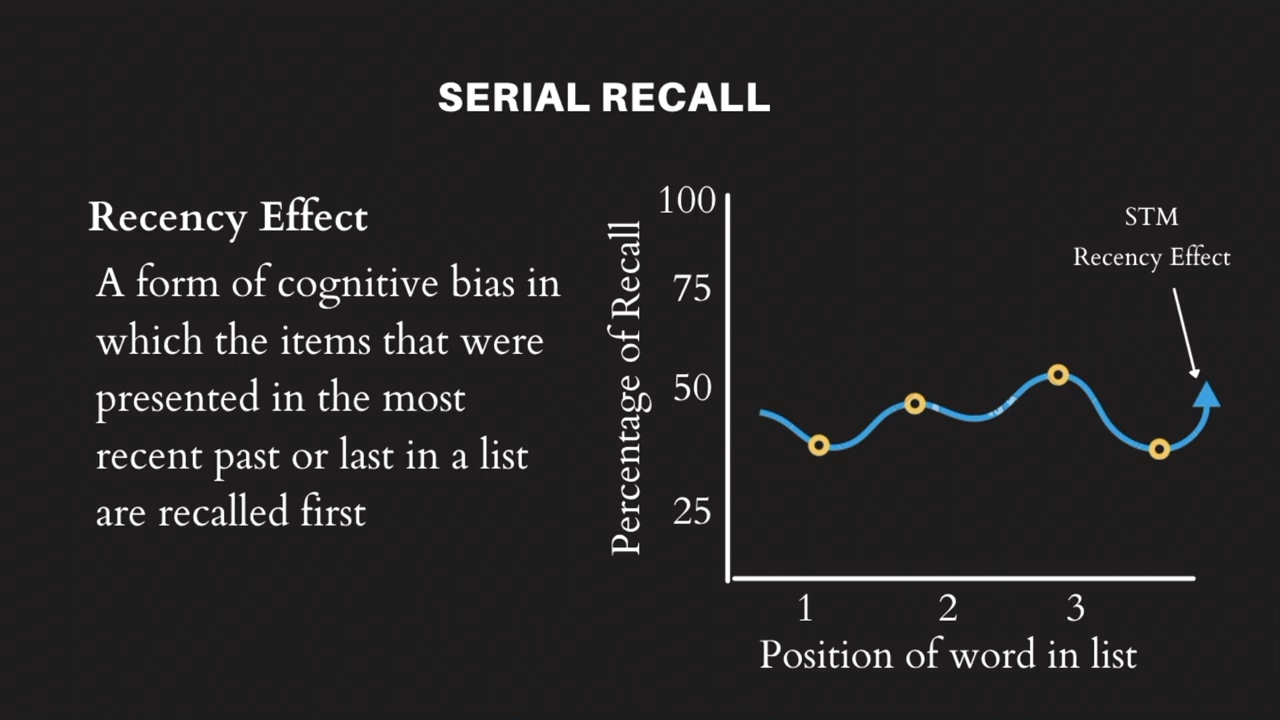 SERIAL RECALL
Recency Effect
A form of cognitive bias in
which the items that were
presented in the most
recent past or last in a list
are recalled first
Percentage of Recall
100
75
50
25
STM
Recency Effect
1 2 3
Position of word in list